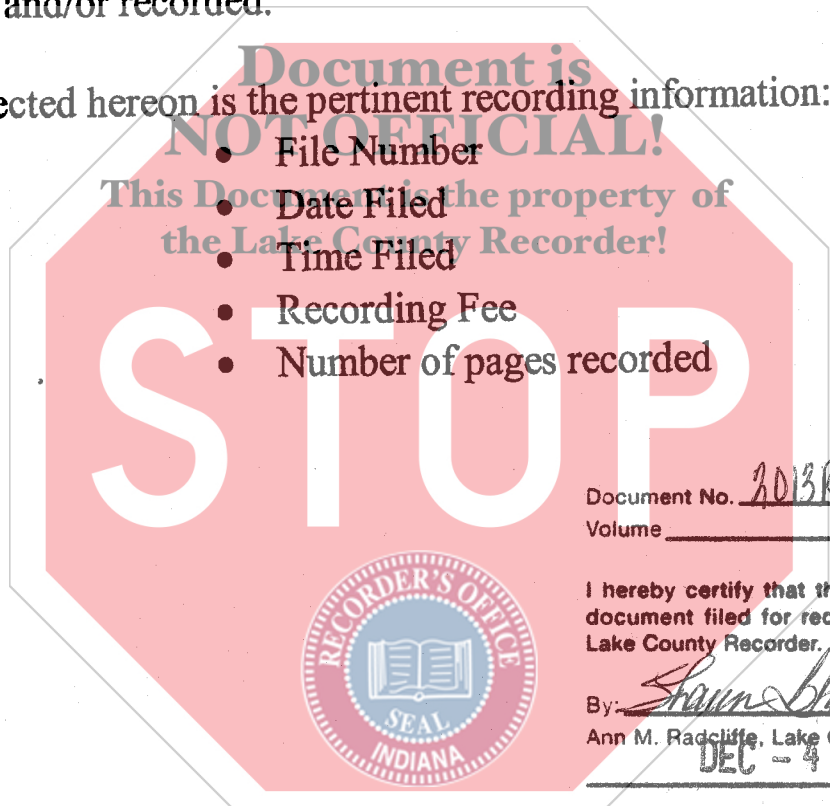 and/or recorded.
Document is
ected hereon is the pertinent recording information:
NOT OFFICIAL!
• File Number
This Document is the property of
• Date Filed
the Lake County Recorder!
• Time Filed
• Recording Fee
• Number of pages recorded
STOP
Document No. 2013
Volume
I hereby certify that th
document filed for rec
Lake County Recorder.
By:
Ann M. Radcliffe, Lake
DEC - 4
RECORDER'S OFFICE
SEAL
INDIANA